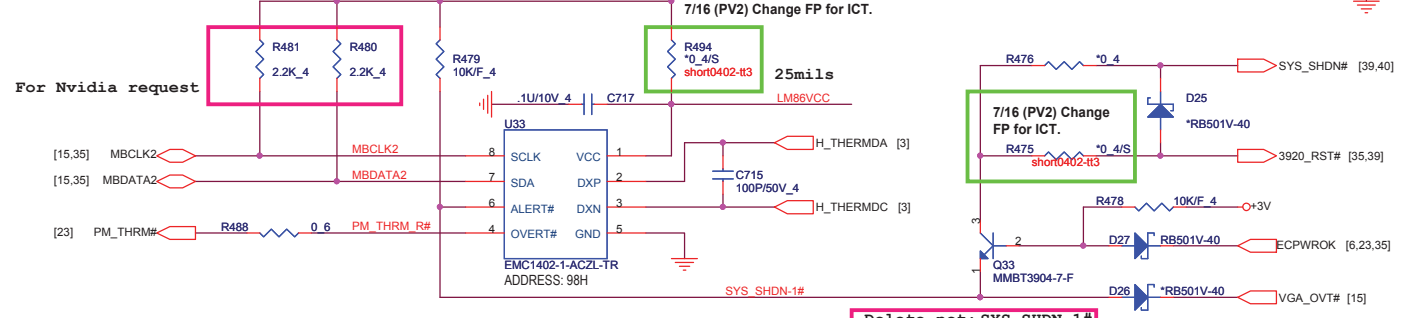 7/16 (PV2) Change FP for ICT.
R481
2.2K_4
R480
2.2K_4
R479
10K/F_4
R494
*0_4/S
short0402-tt3
For Nvidia request
25mils
LM86VCC
.1U/10V_4
C717
R476
*0_4
SYS_SHDN# [39,40]
D25
*RB501V-40
7/16 (PV2) Change
FP for ICT.
R475
*0_4/S
short0402-tt3
3920_RST# [35,39]
U33
[15,35] MBCLK2
MBCLK2
8
SCLK
VCC
1
[15,35] MBDATA2
MBDATA2
7
SDA
DXP
2
6
ALERT#
DXN
3
[23] PM_THRM#
R488
0_6
PM_THRM_R#
4
OVERT#
GND
5
H_THERMDA [3]
C715
100P/50V_4
H_THERMDC [3]
EMC1402-1-ACZL-TR
ADDRESS: 98H
R478
10K/F_4
+3V
3
2
1
Q33
MMBT3904-7-F
D27
RB501V-40
ECPWROK [6,23,35]
SYS_SHDN-1#
D26
*RB501V-40
VGA_OVT# [15]
Delete net: SYS_SHDN-1#